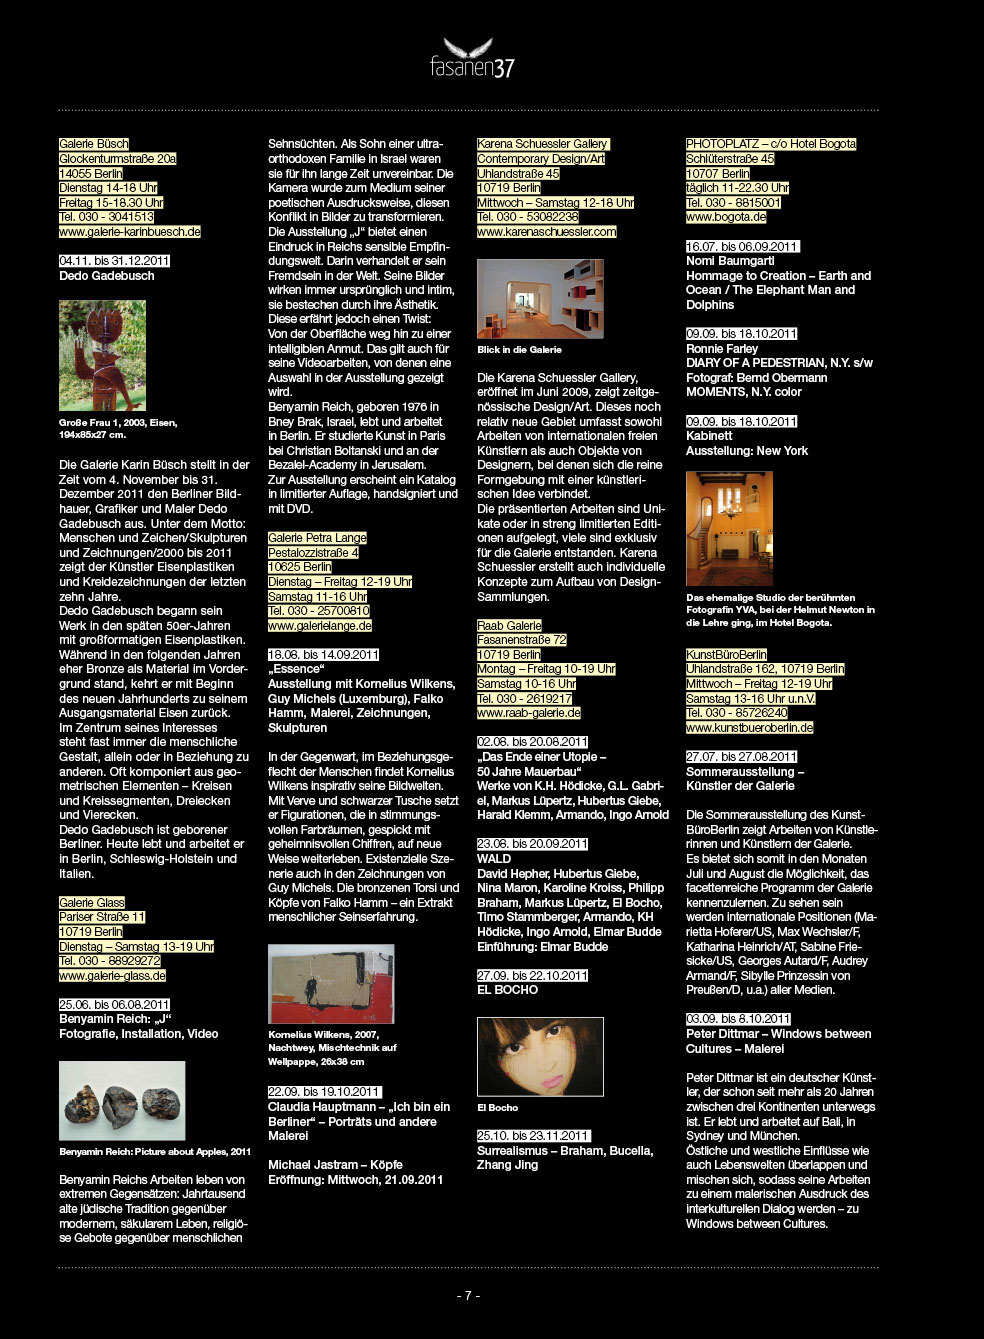 fasanen37
Galerie Büsch
Glockenturmstraße 20a
14055 Berlin
Dienstag 14-18 Uhr
Freitag 15-18.30 Uhr
Tel. 030 - 3041513
www.galerie-karinbuesch.de
04.11. bis 31.12.2011
Dedo Gadebusch
Große Frau 1, 2003, Eisen,
194x85x27 cm.
Die Galerie Karin Büsch stellt in der
Zeit vom 4. November bis 31.
Dezember 2011 den Berliner Bild-
hauer, Grafiker und Maler Dedo
Gadebusch aus. Unter dem Motto:
Menschen und Zeichen/Skulpturen
und Zeichnungen/2000 bis 2011
zeigt der Künstler Eisenplastiken
und Kreidezeichnungen der letzten
zehn Jahre.
Dedo Gadebusch begann sein
Werk in den späten 50er-Jahren
mit großformatigen Eisenplastiken.
Während in den folgenden Jahren
eher Bronze als Material im Vorder-
grund stand, kehrt er mit Beginn
des neuen Jahrhunderts zu seinem
Ausgangsmaterial Eisen zurück.
Im Zentrum seines Interesses
steht fast immer die menschliche
Gestalt, allein oder in Beziehung zu
anderen. Oft komponiert aus geo-
metrischen Elementen – Kreisen
und Kreissegmenten, Dreiecken
und Vierecken.
Dedo Gadebusch ist geborener
Berliner. Heute lebt und arbeitet er
in Berlin, Schleswig-Holstein und
Italien.
Galerie Glass
Pariser Straße 11
10719 Berlin
Dienstag – Samstag 13-19 Uhr
Tel. 030 - 88929272
www.galerie-glass.de
25.06. bis 06.08.2011
Benyamin Reich: „J“
Fotografie, Installation, Video
Benyamin Reich: Picture about Apples, 2011
Benyamin Reichs Arbeiten leben von
extremen Gegensätzen: Jahrtausend
alte jüdische Tradition gegenüber
modernem, säkularem Leben, religiö-
se Gebote gegenüber menschlichen
Sehnsüchten. Als Sohn einer ultra-
orthodoxen Familie in Israel waren
sie für ihn lange Zeit unvereinbar. Die
Kamera wurde zum Medium seiner
poetischen Ausdrucksweise, diesen
Konflikt in Bilder zu transformieren.
Die Ausstellung „J“ bietet einen
Eindruck in Reichs sensible Empfin-
dungswelt. Darin verhandelt er sein
Fremdsein in der Welt. Seine Bilder
wirken immer ursprünglich und intim,
sie bestechen durch ihre Ästhetik.
Diese erfährt jedoch einen Twist:
Von der Oberfläche weg hin zu einer
intelligiblen Anmut. Das gilt auch für
seine Videoarbeiten, von denen eine
Auswahl in der Ausstellung gezeigt
wird.
Benyamin Reich, geboren 1976 in
Bney Brak, Israel, lebt und arbeitet
in Berlin. Er studierte Kunst in Paris
bei Christian Boltanski und an der
Bezalel-Academy in Jerusalem.
Zur Ausstellung erscheint ein Katalog
in limitierter Auflage, handsigniert und
mit DVD.
Galerie Petra Lange
Pestalozzistraße 4
10625 Berlin
Dienstag – Freitag 12-19 Uhr
Samstag 11-16 Uhr
Tel. 030 - 25700810
www.galerielange.de
18.08. bis 14.09.2011
„Essence“
Ausstellung mit Kornelius Wilkens,
Guy Michels (Luxemburg), Falko
Hamm, Malerei, Zeichnungen,
Skulpturen
In der Gegenwart, im Beziehungsge-
flecht der Menschen findet Kornelius
Wilkens inspirativ seine Bildwelten.
Mit Verve und schwarzer Tusche setzt
er Figurationen, die in stimmungs-
vollen Farbräumen, gespickt mit
geheimnisvollen Chiffren, auf neue
Weise weiterleben. Existenzielle Sze-
nerie auch in den Zeichnungen von
Guy Michels. Die bronzenen Torsi und
Köpfe von Falko Hamm – ein Extrakt
menschlicher Seinserfahrung.
Kornelius Wilkens, 2007,
Nachtwey, Mischtechnik auf
Wellpappe, 26x38 cm
22.09. bis 19.10.2011
Claudia Hauptmann – „Ich bin ein
Berliner“ – Porträts und andere
Malerei
Michael Jastram – Köpfe
Eröffnung: Mittwoch, 21.09.2011
Karena Schuessler Gallery
Contemporary Design/Art
Uhlandstraße 45
10719 Berlin
Mittwoch – Samstag 12-18 Uhr
Tel. 030 - 53082238
www.karenaschuessler.com
Blick in die Galerie
Die Karena Schuessler Gallery,
eröffnet im Juni 2009, zeigt zeitge-
nössische Design/Art. Dieses noch
relativ neue Gebiet umfasst sowohl
Arbeiten von internationalen freien
Künstlern als auch Objekte von
Designern, bei denen sich die reine
Formgebung mit einer künstleri-
schen Idee verbindet.
Die präsentierten Arbeiten sind Uni-
kate oder in streng limitierten Editi-
onen aufgelegt, viele sind exklusiv
für die Galerie entstanden. Karena
Schuessler erstellt auch individuelle
Konzepte zum Aufbau von Design-
Sammlungen.
Raab Galerie
Fasanenstraße 72
10719 Berlin
Montag – Freitag 10-19 Uhr
Samstag 10-16 Uhr
Tel. 030 - 2619217
www.raab-galerie.de
02.08. bis 20.08.2011
„Das Ende einer Utopie –
50 Jahre Mauerbau“
Werke von K.H. Hödicke, G.L. Gabri-
el, Markus Lüpertz, Hubertus Giebe,
Harald Klemm, Armando, Ingo Arnold
23.08. bis 20.09.2011
WALD
David Hepher, Hubertus Giebe,
Nina Maron, Karoline Kroiss, Philipp
Braham, Markus Lüpertz, El Bocho,
Timo Stammberger, Armando, KH
Hödicke, Ingo Arnold, Elmar Budde
Einführung: Elmar Budde
27.09. bis 22.10.2011
EL BOCHO
El Bocho
25.10. bis 23.11.2011
Surrealismus – Braham, Bucella,
Zhang Jing
PHOTOPLATZ – c/o Hotel Bogota
Schlüterstraße 45
10707 Berlin
täglich 11-22.30 Uhr
Tel. 030 - 8815001
www.bogota.de
16.07. bis 06.09.2011
Nomi Baumgartl
Hommage to Creation – Earth and
Ocean / The Elephant Man and
Dolphins
09.09. bis 18.10.2011
Ronnie Farley
DIARY OF A PEDESTRIAN, N.Y. s/w
Fotograf: Bernd Obermann
MOMENTS, N.Y. color
09.09. bis 18.10.2011
Kabinett
Ausstellung: New York
Das ehemalige Studio der berühmten
Fotografin YVA, bei der Helmut Newton in
die Lehre ging, im Hotel Bogota.
KunstBüroBerlin
Uhlandstraße 162, 10719 Berlin
Mittwoch – Freitag 12-19 Uhr
Samstag 13-16 Uhr u.n.V.
Tel. 030 - 85726240
www.kunstbueroberlin.de
27.07. bis 27.08.2011
Sommerausstellung –
Künstler der Galerie
Die Sommerausstellung des Kunst-
BüroBerlin zeigt Arbeiten von Künstle-
rinnen und Künstlern der Galerie.
Es bietet sich somit in den Monaten
Juli und August die Möglichkeit, das
facettenreiche Programm der Galerie
kennenzulernen. Zu sehen sein
werden internationale Positionen (Ma-
rietta Hoferer/US, Max Wechsler/F,
Katharina Heinrich/AT, Sabine Frie-
sicke/US, Georges Autard/F, Audrey
Armand/F, Sibylle Prinzessin von
Preußen/D, u.a.) aller Medien.
03.09. bis 8.10.2011
Peter Dittmar – Windows between
Cultures – Malerei
Peter Dittmar ist ein deutscher Künst-
ler, der schon seit mehr als 20 Jahren
zwischen drei Kontinenten unterwegs
ist. Er lebt und arbeitet auf Bali, in
Sydney und München.
Östliche und westliche Einflüsse wie
auch Lebenswelten überlappen und
mischen sich, sodass seine Arbeiten
zu einem malerischen Ausdruck des
interkulturellen Dialog werden – zu
Windows between Cultures.
- 7 -